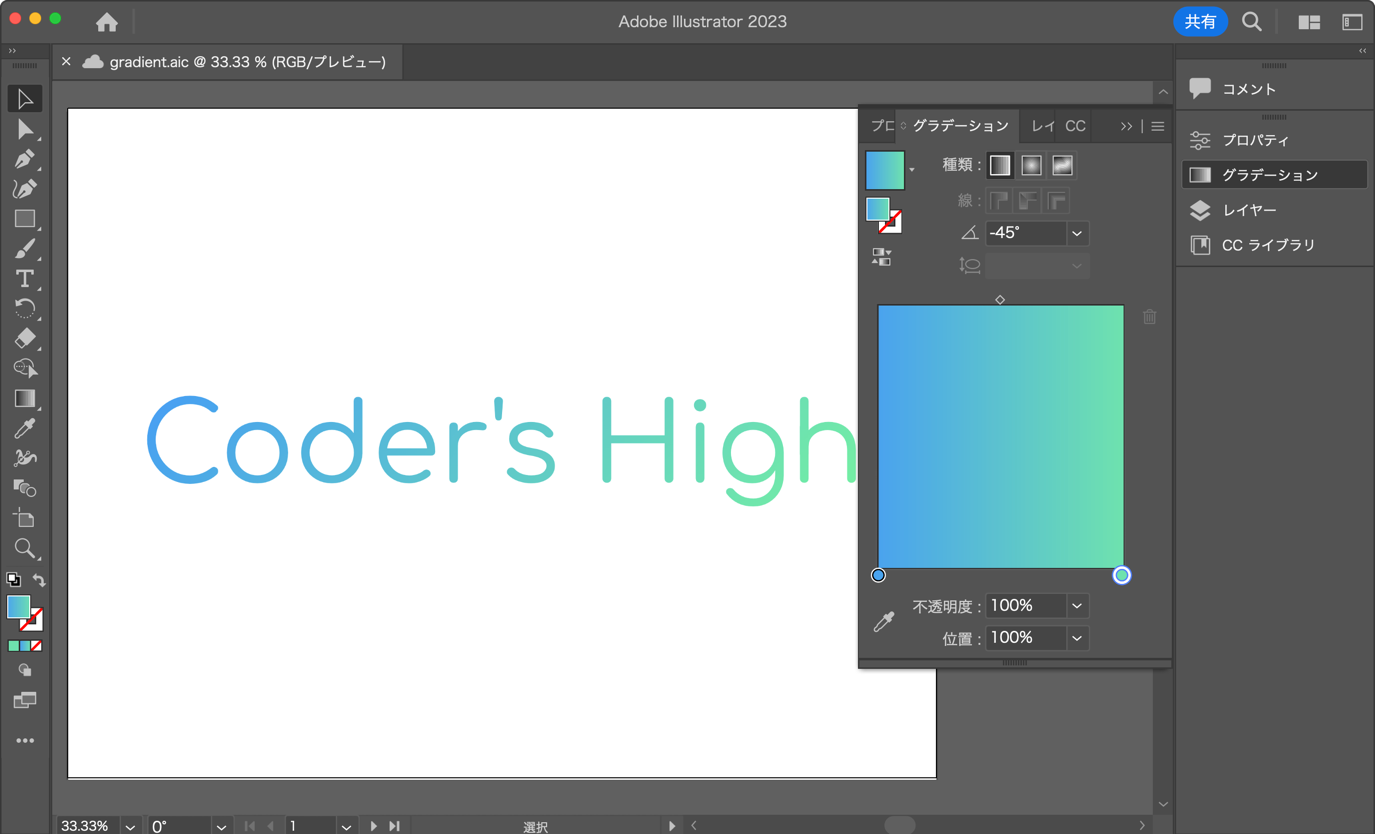 Adobe Illustrator 2023
共有
gradient.aic @ 33.33 % (RGB/プレビュー)
プロ
グラデーション
レイ
CC
種類 :
線 :
-45°
Coder's High
不透明度 : 100%
位置 : 100%
コメント
プロパティ
グラデーション
レイヤー
CC ライブラリ
33.33%
0°
1
選択